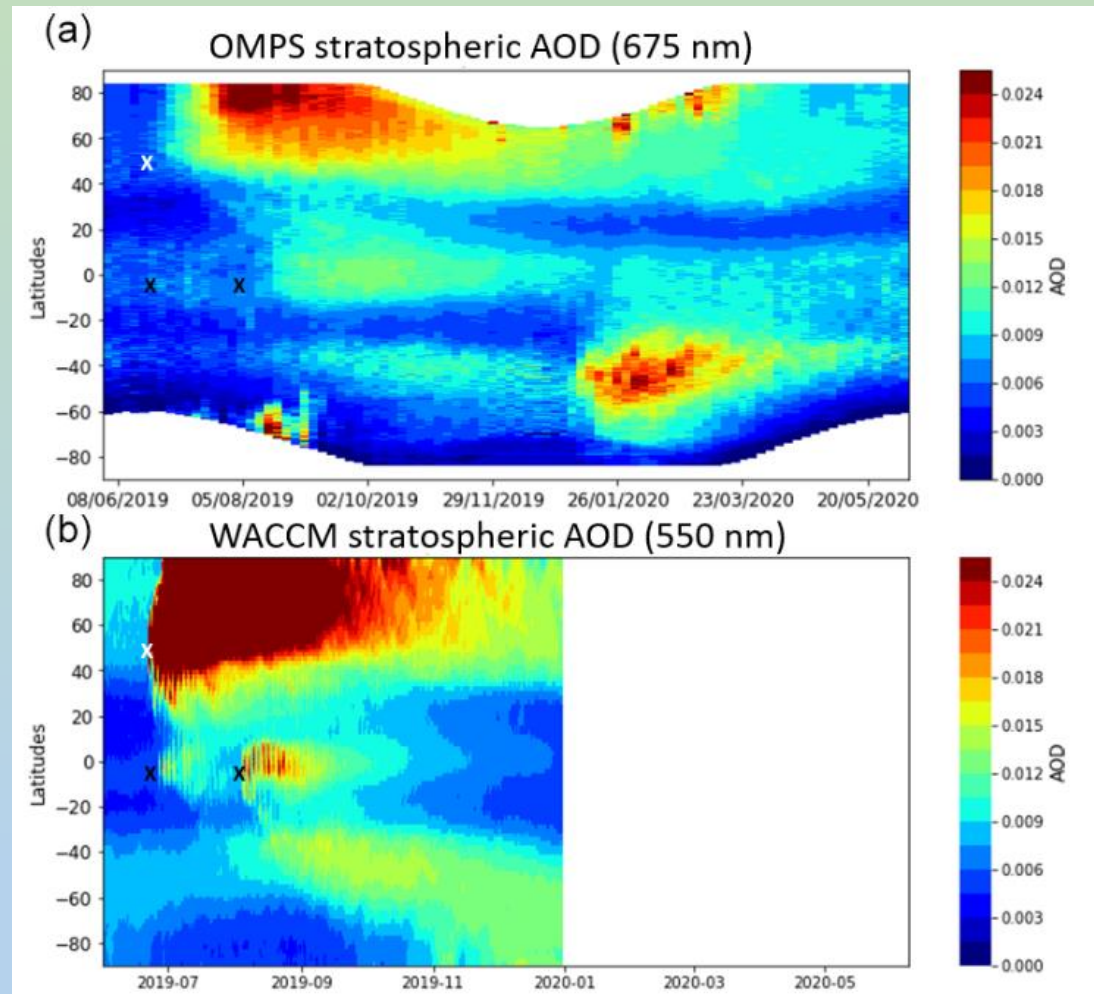 (a)
OMPS stratospheric AOD (675 nm)
80
60
40
20
0
−20
−40
−60
−80
Latitudes
X
X
X
08/06/2019 05/08/2019 02/10/2019 29/11/2019 26/01/2020 23/03/2020 20/05/2020
0.024
0.021
0.018
0.015
0.012
0.009
0.006
0.003
0.000
AOD
(b)
WACCM stratospheric AOD (550 nm)
80
60
40
20
0
−20
−40
−60
−80
Latitudes
X
X
X
2019-07 2019-09 2019-11 2020-01 2020-03 2020-05
0.024
0.021
0.018
0.015
0.012
0.009
0.006
0.003
0.000
AOD